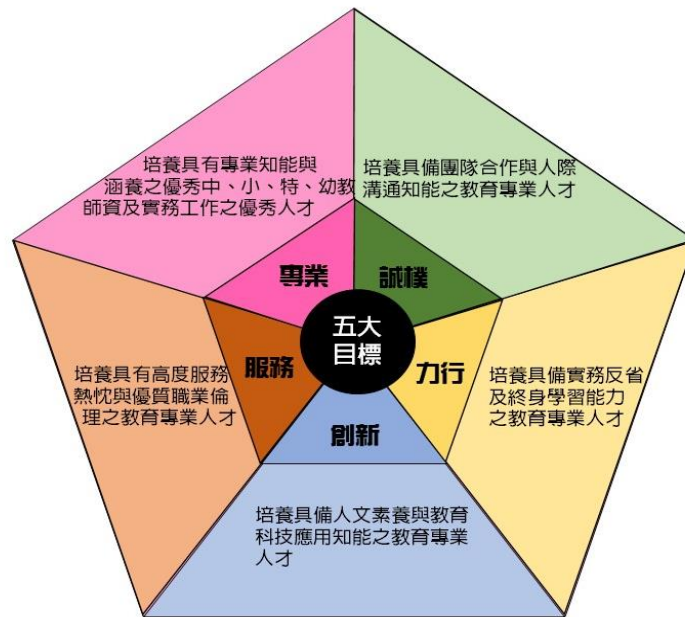 培養具有專業知能與
涵養之優秀中、小、特、幼教
師資及實務工作之優秀人才
培養具備團隊合作與人際
溝通知能之教育專業人才
專業
誠樸
五大
目標
服務
力行
創新
培養具有高度服務
熱忱與優質職業倫
理之教育專業人才
培養具備實務反省
及終身學習能力
之教育專業人才
培養具備人文素養與教育
科技應用知能之教育專業
人才